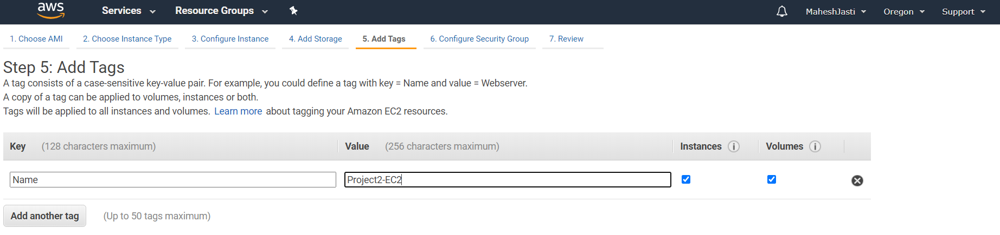 aws Services Resource Groups MaheshJasti Oregon Support
1. Choose AMI 2. Choose Instance Type 3. Configure Instance 4. Add Storage 5. Add Tags 6. Configure Security Group 7. Review
Step 5: Add Tags
A tag consists of a case-sensitive key-value pair. For example, you could define a tag with key = Name and value = Webserver.
A copy of a tag can be applied to volumes, instances or both.
Tags will be applied to all instances and volumes. Learn more about tagging your Amazon EC2 resources.
Key (128 characters maximum) Value (256 characters maximum) Instances i Volumes i
Name Project2-EC2
Add another tag (Up to 50 tags maximum)